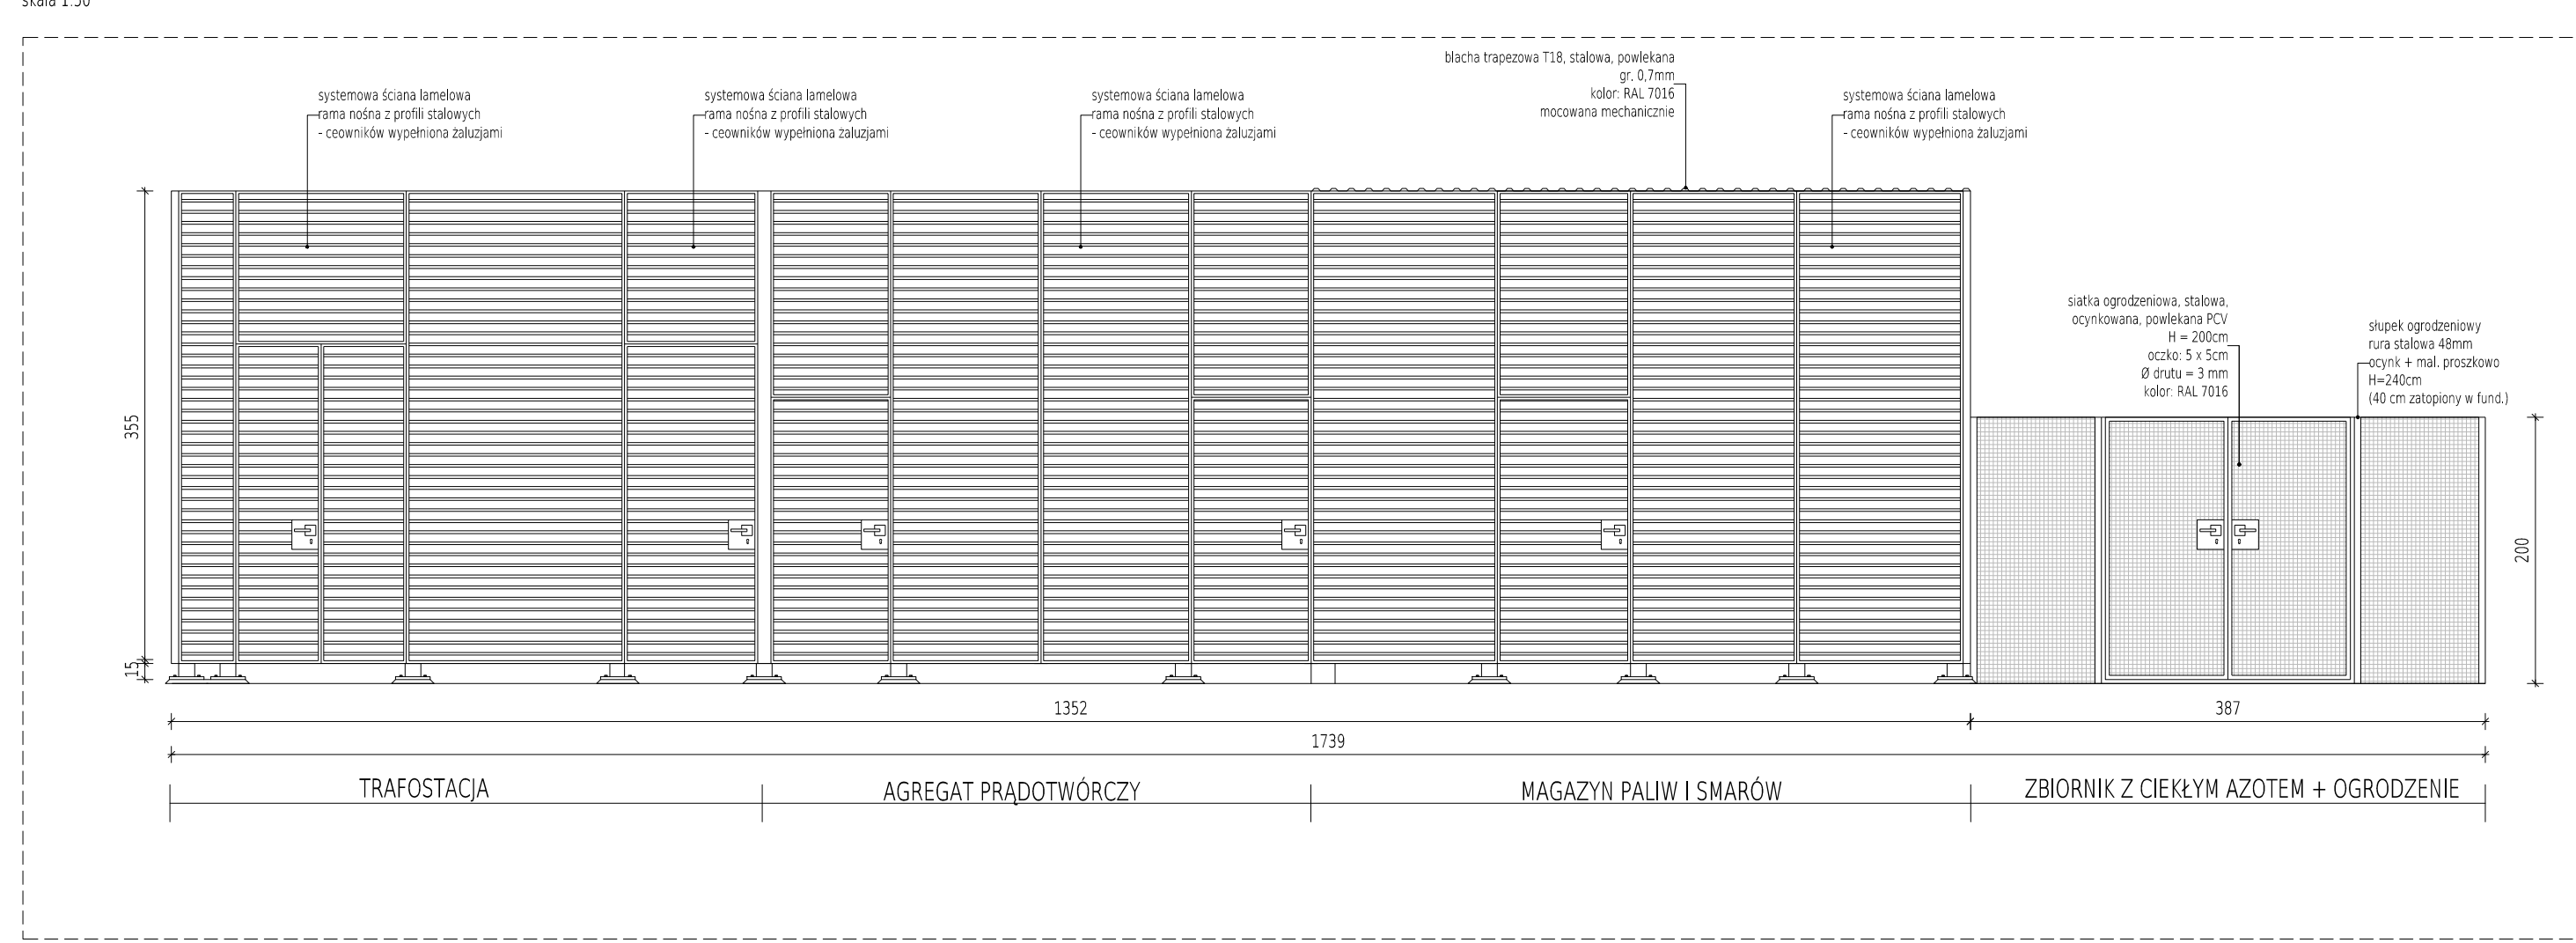 skala 1:50
blacha trapezowa T18, stalowa, powlekana
gr. 0,7mm
kolor: RAL 7016
mocowana mechanicznie
systemowa ściana lamelowa
rama nośna z profili stalowych
- ceowników wypełniona żaluzjami
systemowa ściana lamelowa
rama nośna z profili stalowych
- ceowników wypełniona żaluzjami
systemowa ściana lamelowa
rama nośna z profili stalowych
- ceowników wypełniona żaluzjami
systemowa ściana lamelowa
rama nośna z profili stalowych
- ceowników wypełniona żaluzjami
siatka ogrodzeniowa, stalowa,
ocynkowana, powlekana PCV
H = 200cm
oczko: 5 x 5cm
Ø drutu = 3 mm
kolor: RAL 7016
słupek ogrodzeniowy
rura stalowa 48mm
ocynk + mal. proszkowo
H=240cm
(40 cm zatopiony w fund.)
355
15
200
1352
387
1739
TRAFOSTACJA
AGREGAT PRĄDOTWÓRCZY
MAGAZYN PALIW I SMARÓW
ZBIORNIK Z CIEKŁYM AZOTEM + OGRODZENIE